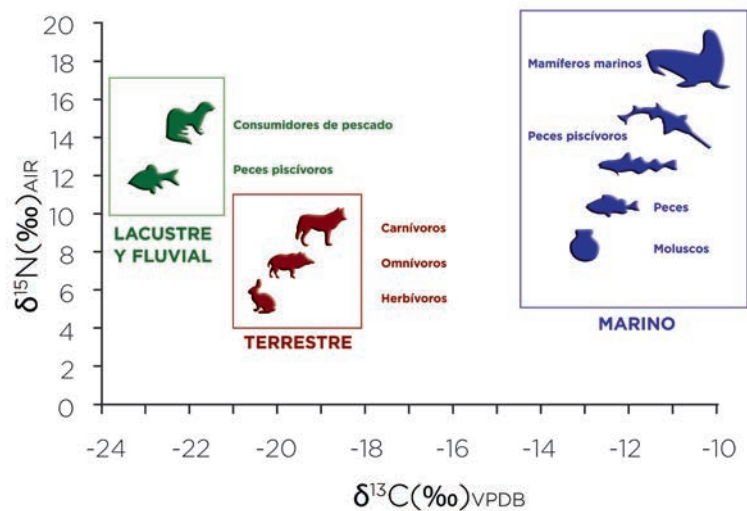 20
18
16
14
12
10
8
6
4
2
0
δ¹⁵N(‰)AIR
Consumidores de pescado
Peces piscívoros
LACUSTRE
Y FLUVIAL
Carnívoros
Omnívoros
Herbívoros
TERRESTRE
Mamíferos marinos
Peces piscívoros
Peces
Moluscos
MARINO
-24 -22 -20 -18 -16 -14 -12 -10
δ¹³C(‰)VPDB